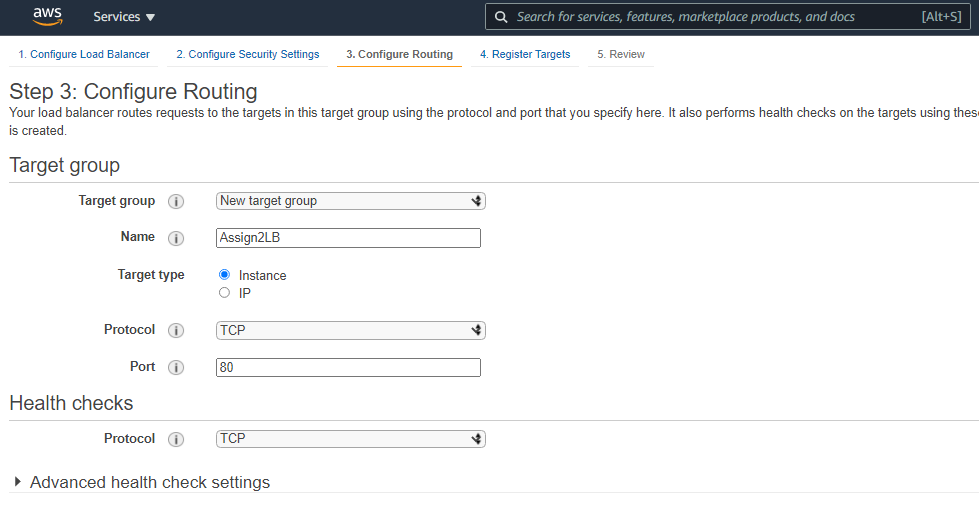 aws Services Search for services, features, marketplace products, and docs [Alt+S]
1. Configure Load Balancer 2. Configure Security Settings 3. Configure Routing 4. Register Targets 5. Review
Step 3: Configure Routing
Your load balancer routes requests to the targets in this target group using the protocol and port that you specify here. It also performs health checks on the targets using
is created.
Target group
Target group i New target group
Name i Assign2LB
Target type Instance
IP
Protocol i TCP
Port i 80
Health checks
Protocol i TCP
Advanced health check settings